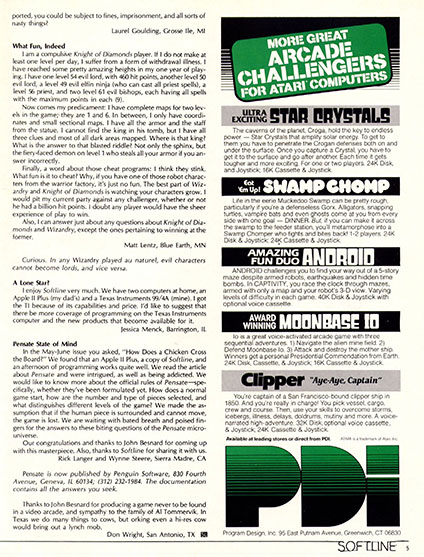 ported, you could be subject to fines, imprisonment, and all sorts of
nasty things?
Laurel Goulding, Grosse Ile, MI
What Fun, Indeed
I am a compulsive Knight of Diamonds player. If I do not make at
least one level per day, I suffer from a form of withdrawal illness. I
have reached some pretty amazing heights in my one year of play-
ing. I have one level 54 evil lord, with 460 hit points, another level 50
evil lord, a level 49 evil elfin ninja (who can cast all priest spells), a
level 56 priest, and two level 61 evil bishops, each having all spells
with the maximum points in each (9).
Now comes my predicament: I have complete maps for two lev-
els in the game; they are 1 and 6. In between, I only have coordi-
nates and small sectional maps. I have all the armor and the staff
from the statue. I cannot find the king in his tomb, but I have all
three clues and most of all dark areas mapped. Where is that king?
What is the answer to that blasted riddle? Not only the sphinx, but
the fiery-faced demon on level 1 who steals all your armor if you an-
swer incorrectly.
Finally, a word about those cheat programs: I think they stink.
What fun is it to cheat? Why, if you have one of those robot characters
from the warrior factory, it's just no fun. The best part of Wiz-
ardry and Knight of Diamonds is watching your characters grow. I
would pit my current party against any challenger, whether or not
he had a billion hit points. I doubt any player would have the sheer
experience of play to win.
Also, I can answer just about any questions about Knight of Dia-
monds and Wizardry, except the ones pertaining to winning at the
former.
Matt Lentz, Blue Earth, MN
Curious. In any Wizardry played au naturel, evil characters
cannot become lords, and vice versa.
A Lone Star?
I enjoy Softline very much. We have two computers at home, an
Apple II Plus (my dad's) and a Texas Instruments 99/4A (mine). I got
the TI because of its capabilities and price. I'd like to suggest that
there be more coverage of programming on the Texas Instruments
computer and the new products that become available for it.
Jessica Menck, Barrington, IL
Pensate State of Mind
In the May-June issue you asked, "How Does a Chicken Cross
the Board?" We found that an Apple II Plus, a copy of Softline, and
an afternoon of programming works quite well. We read the article
about Pensate and were intrigued, as well as being addicted. We
would like to know more about the official rules of Pensate—spe-
cifically, whether they've been formulated yet. How does a normal
game start, how are the number and type of pieces selected, and
what distinguishes different levels of the game? We made the as-
sumption that if the human piece is surrounded and cannot move,
the game is lost. We are waiting with bated breath and poised fin-
gers for the answers to these biting questions of the Pensate micro-
universe.
Our congratulations and thanks to John Besnard for coming up
with this masterpiece. Also, thanks to Softline for sharing it with us.
Rick Langer and Wynne Steere, Sierra Madre, CA
Pensate is now published by Penguin Software, 830 Fourth
Avenue, Geneva, IL 60134; (312) 232-1984. The documentation
contains all the answers you seek.
Thanks to John Besnard for producing a game never to be found
in a video arcade, and sympathy to the family of Al Tommervik. In
Texas we do many things to cows, but orking even a hi-res cow
would bring out a lynch mob.
Don Wright, San Antonio, TX
MORE GREAT
ARCADE
CHALLENGERS
FOR ATARI COMPUTERS
ULTRA
EXCITING STAR CRYSTALS
The caverns of the planet, Croga, hold the key to endless
power — Star Crystals that amplify solar energy. To get to
them you have to penetrate the Crogan defenses both on and
under the surface. Once you capture a Crystal, you have to
get it to the surface and go after another. Each time it gets
tougher and more exciting. For one or two players. 24K Disk,
and Joystick; 16K Cassette & Joystick.
Eat
'Em Up! SWAMP CHOMP
Life in the eerie Muckedoo Swamp can be pretty rough,
particularly if you're a defenseless Gorx. Alligators, snapping
turtles, vampire bats and even ghosts come at you from every
side with one goal — DINNER. But, if you can make it across
the swamp to the feeder station, you'll metamorphose into a
Swamp Chomper who fights and bites back! 1-2 players. 24K
Disk & Joystick; 24K Cassette & Joystick.
AMAZING
FUN DUO ANDROID
ANDROID challenges you to find your way out of a 5-story
maze despite armed robots, earthquakes and hidden time
bombs. In CAPTIVITY, you race the clock through mazes,
armed with only a map and your robot's 3-D view. Varying
levels of difficulty in each game. 40K Disk & Joystick with
optional voice cassette.
AWARD
WINNING MOONBASE IO
Io is a great voice-activated arcade game with three
sequential adventures. 1) Navigate the alien mine field. 2)
Defend Moonbase Io. 3) Attack and destroy the mother ship.
Winners get a personal Presidential Commendation from Earth.
24K Disk, Cassette, & Joystick; 16K Cassette & Joystick.
Clipper "Aye-Aye, Captain"
You're captain of a San Francisco-bound clipper ship in
1850. And you're really in charge! You pick vessel, cargo,
crew and course. Then, use your skills to overcome storms,
icebergs, illness, delays, doldrums, mutiny and more. A voice-
narrated high-adventure. 32K Disk, optional voice cassette,
& Joystick; 24K Cassette & Joystick.
Available at leading stores or direct from PDI.
ATARI is a trademark of Atari Inc.
PDI
Program Design, Inc. 95 East Putnam Avenue, Greenwich, CT 06830
SOFTLINE 5